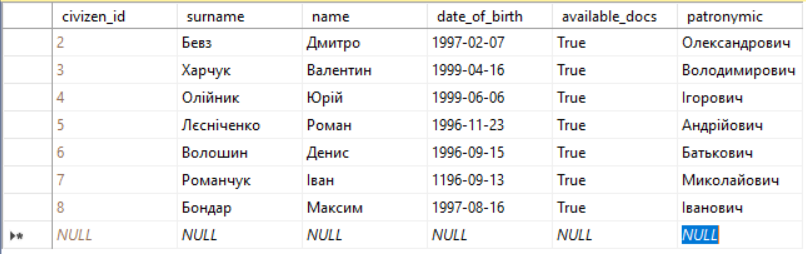 civizen_id surname name date_of_birth available_docs patronymic
2 Бевз Дмитро 1997-02-07 True Олександрович
3 Харчук Валентин 1999-04-16 True Володимирович
4 Олійник Юрій 1999-06-06 True Ігорович
5 Лєсніченко Роман 1996-11-23 True Андрійович
6 Волошин Денис 1996-09-15 True Батькович
7 Романчук Іван 1196-09-13 True Миколайович
8 Бондар Максим 1997-08-16 True Іванович
NULL NULL NULL NULL NULL NULL